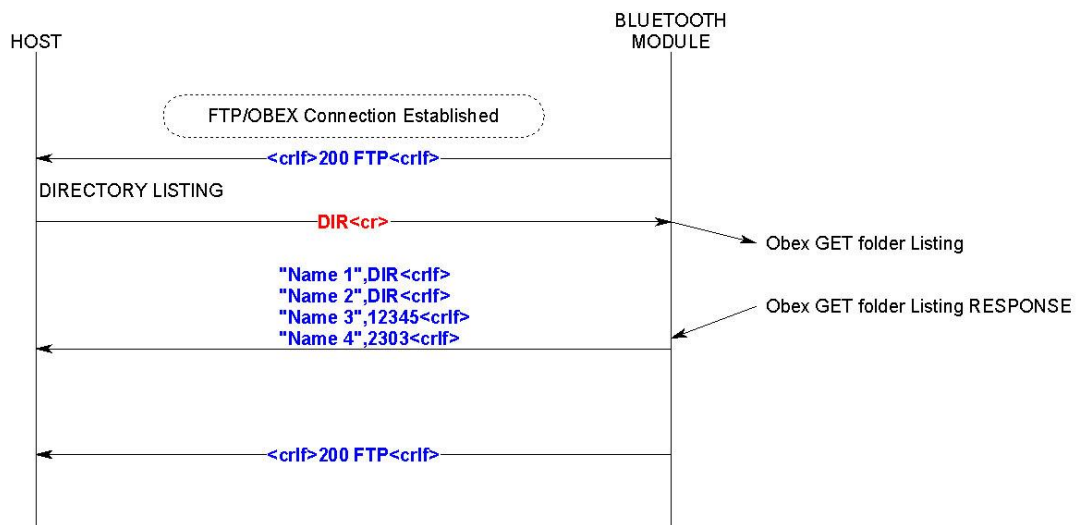 HOST
BLUETOOTH
MODULE
FTP/OBEX Connection Established
<crlf>200 FTP<crlf>
DIRECTORY LISTING
DIR<cr>
Obex GET folder Listing
"Name 1",DIR<crlf>
"Name 2",DIR<crlf>
"Name 3",12345<crlf>
"Name 4",2303<crlf>
Obex GET folder Listing RESPONSE
<crlf>200 FTP<crlf>